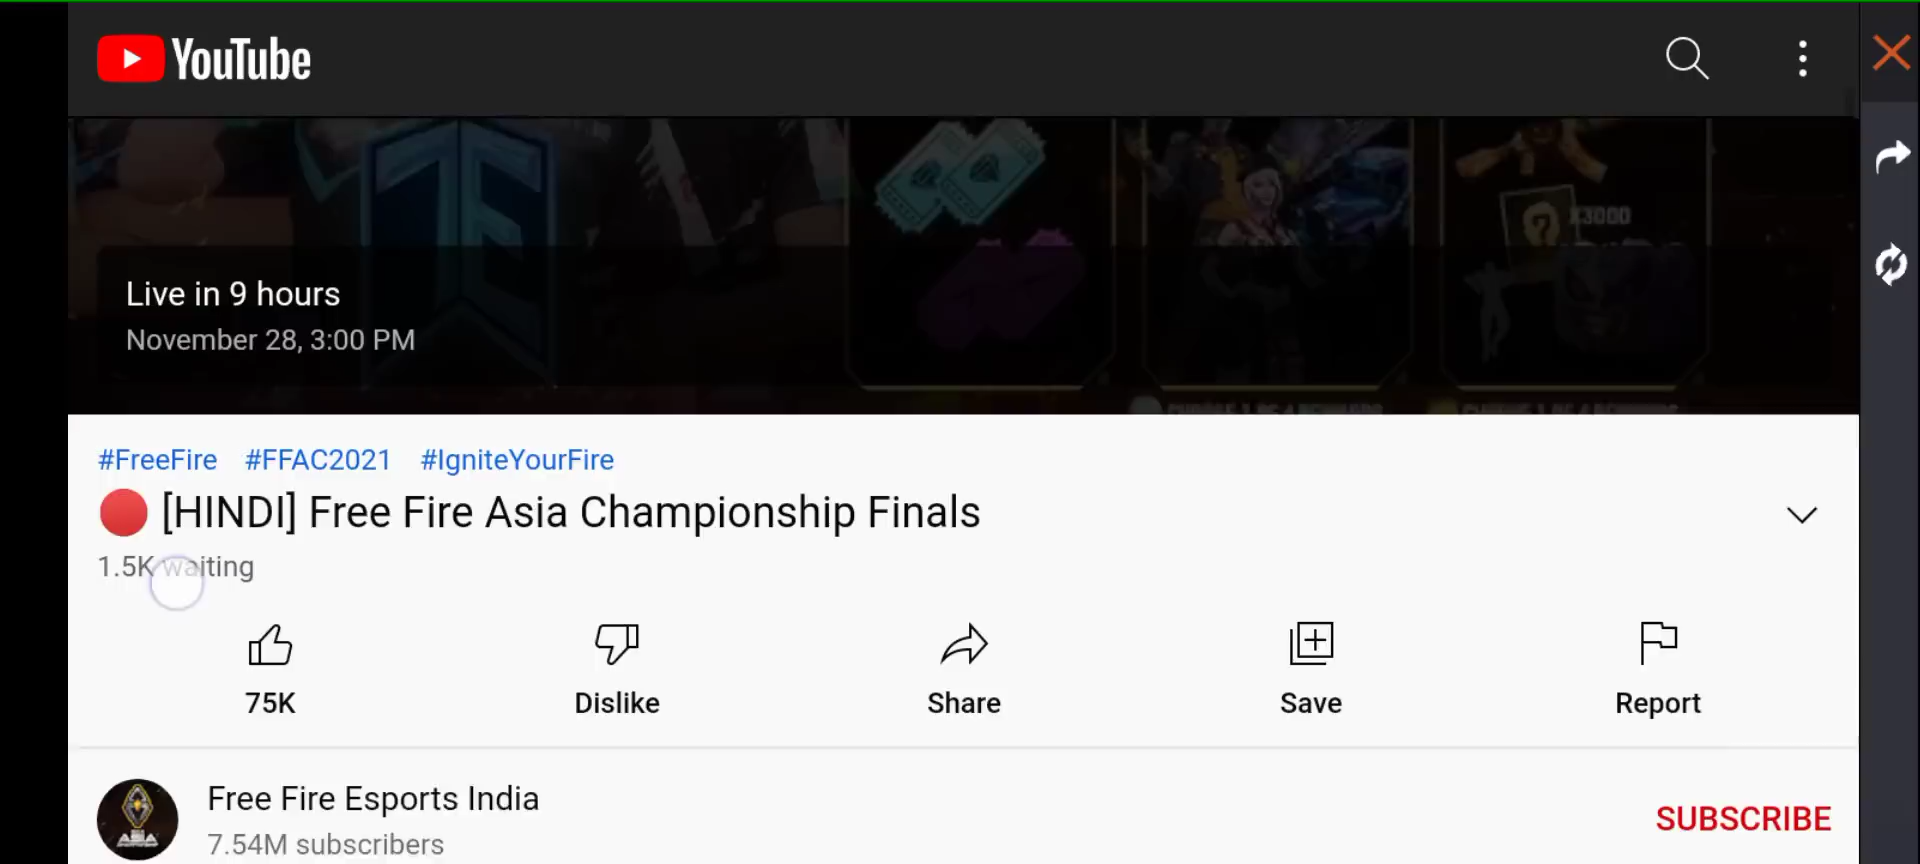 YouTube
X3000
Live in 9 hours
November 28, 3:00 PM
#FreeFire #FFAC2021 #IgniteYourFire
[HINDI] Free Fire Asia Championship Finals
1.5K waiting
75K Dislike Share Save Report
Free Fire Esports India
7.54M subscribers
SUBSCRIBE